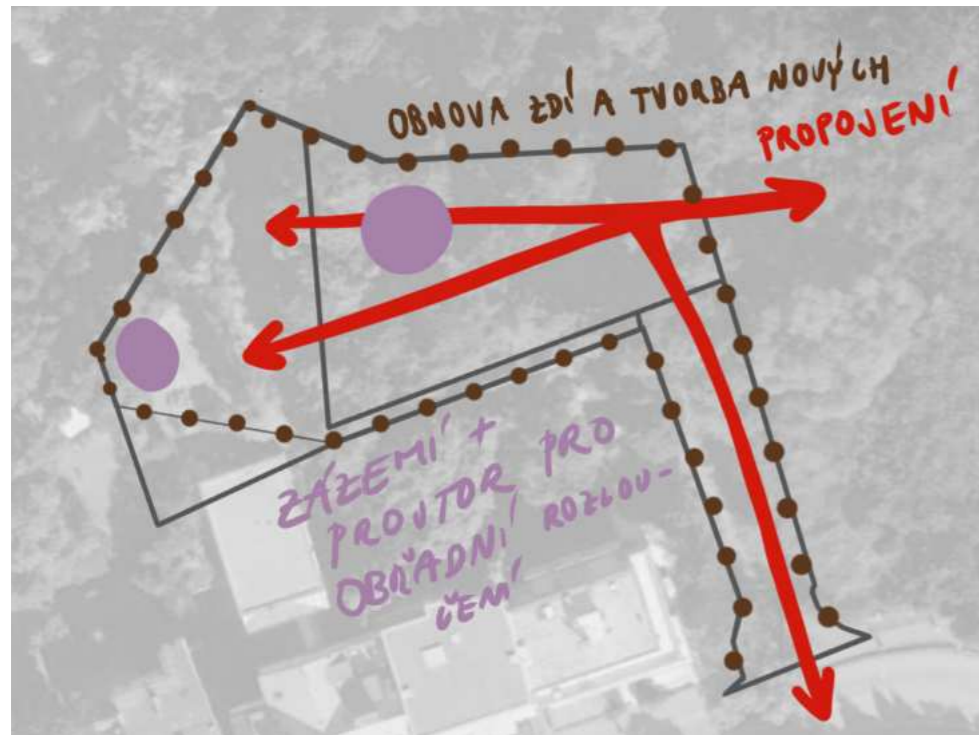 OBNOVA ZDÍ A TVORBA NOVÝCH
PROPOJENÍ
ZÁZEMÍ +
PROSTOR PRO
OBŘADNÍ ROZLOU-
ČENÍ